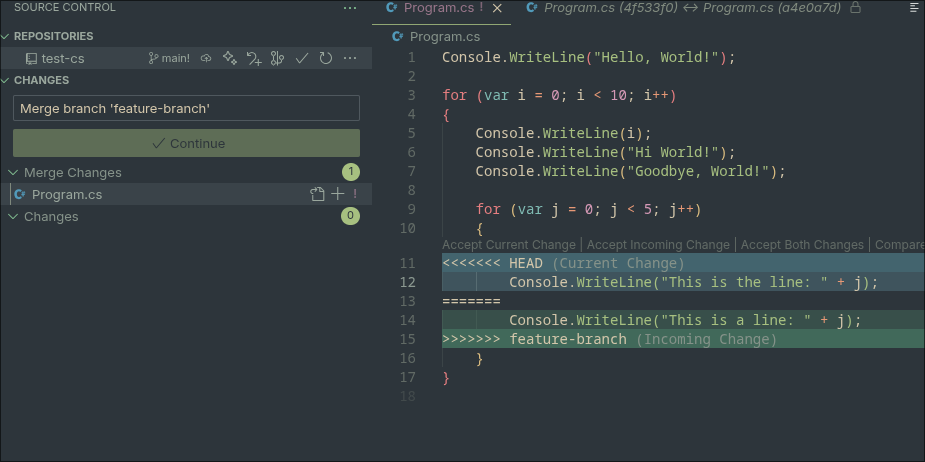 SOURCE CONTROL
REPOSITORIES
test-cs main!
CHANGES
Merge branch 'feature-branch'
Continue
Merge Changes 1
Program.cs !
Changes 0
Program.cs ! Program.cs (4f533f0) ↔ Program.cs (a4e0a7d)
Program.cs
1 Console.WriteLine("Hello, World!");
2
3 for (var i = 0; i < 10; i++)
4 {
5 Console.WriteLine(i);
6 Console.WriteLine("Hi World!");
7 Console.WriteLine("Goodbye, World!");
8
9 for (var j = 0; j < 5; j++)
10 {
Accept Current Change | Accept Incoming Change | Accept Both Changes | Compare
11 <<<<<<< HEAD (Current Change)
12 Console.WriteLine("This is the line: " + j);
13 =======
14 Console.WriteLine("This is a line: " + j);
15 >>>>>>> feature-branch (Incoming Change)
16 }
17 }
18